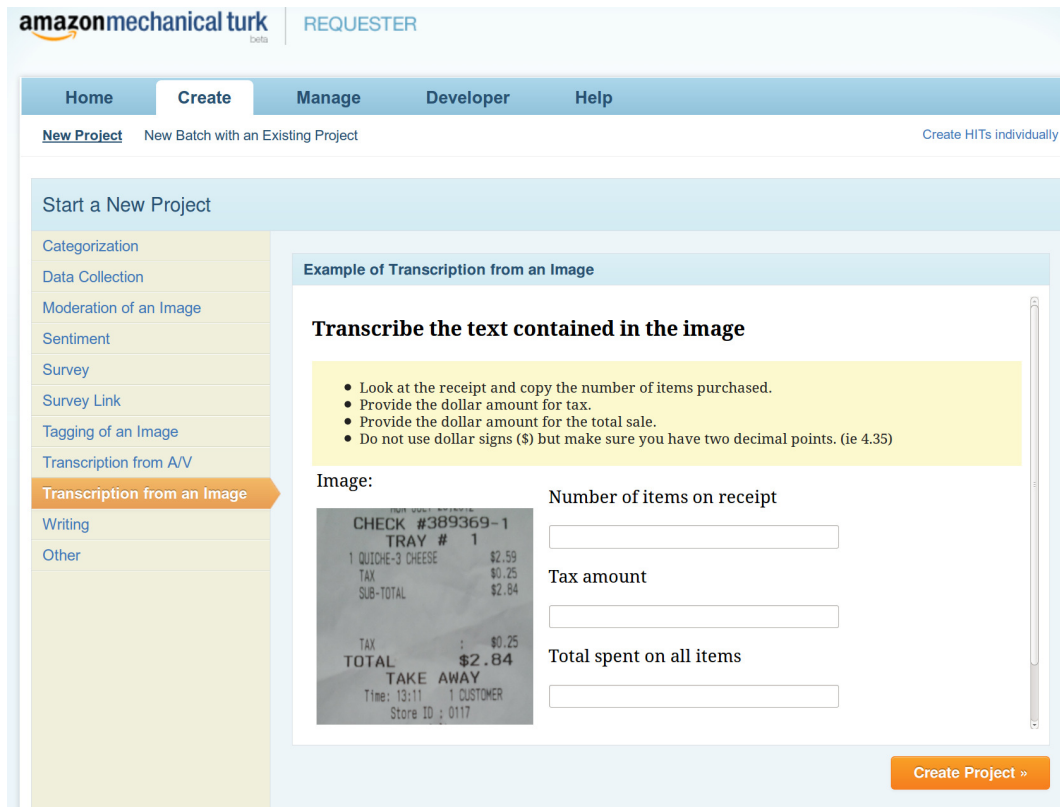 amazonmechanical turk
beta
REQUESTER
Home Create Manage Developer Help
New Project New Batch with an Existing Project Create HITs individually
Start a New Project
Categorization
Data Collection
Moderation of an Image
Sentiment
Survey
Survey Link
Tagging of an Image
Transcription from A/V
Transcription from an Image
Writing
Other
Example of Transcription from an Image
Transcribe the text contained in the image
Look at the receipt and copy the number of items purchased.
Provide the dollar amount for tax.
Provide the dollar amount for the total sale.
Do not use dollar signs ($) but make sure you have two decimal points. (ie 4.35)
Image:
CHECK #389369-1
TRAY # 1
1 QUICHE-3 CHEESE $2.59
TAX $0.25
SUB-TOTAL $2.84
TAX : $0.25
TOTAL $2.84
TAKE AWAY
Time: 13:11 1 CUSTOMER
Store ID : 0117
Number of items on receipt
Tax amount
Total spent on all items
Create Project »